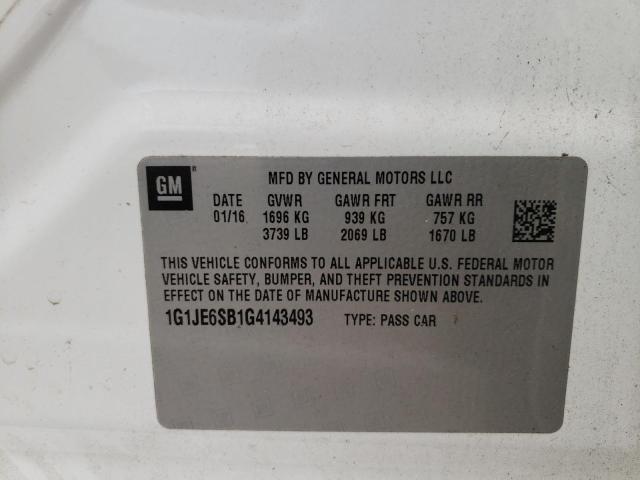 GM ® MFD BY GENERAL MOTORS LLC
DATE GVWR GAWR FRT GAWR RR
01/16 1696 KG 939 KG 757 KG
3739 LB 2069 LB 1670 LB
THIS VEHICLE CONFORMS TO ALL APPLICABLE U.S. FEDERAL MOTOR
VEHICLE SAFETY, BUMPER, AND THEFT PREVENTION STANDARDS
IN EFFECT ON THE DATE OF MANUFACTURE SHOWN ABOVE.
1G1JE6SB1G4143493 TYPE: PASS CAR